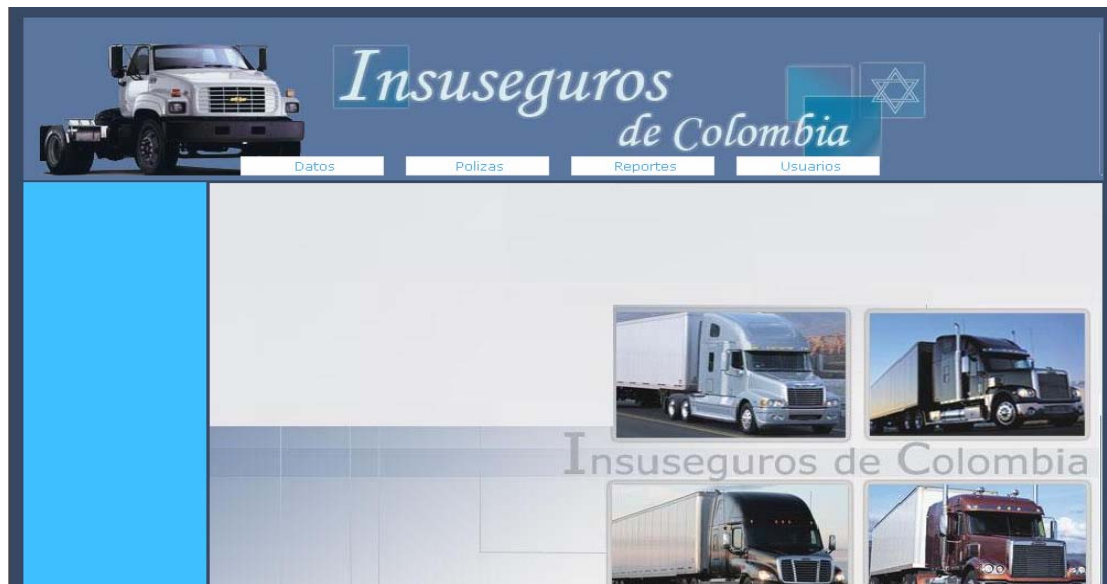 Insuseguros
de Colombia
Datos Polizas Reportes Usuarios
Insuseguros de Colombia